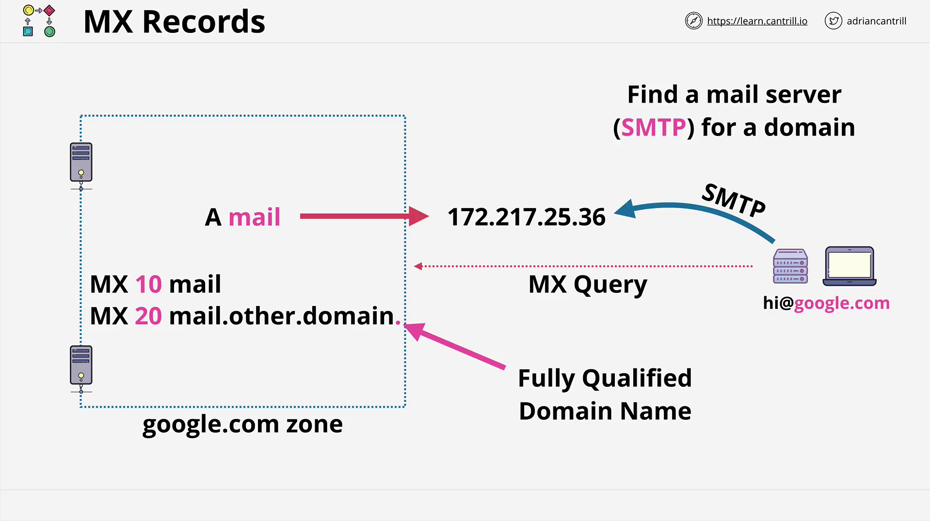 MX Records
https://learn.cantrill.io
adriancantrill
Find a mail server
(SMTP) for a domain
A mail
172.217.25.36
SMTP
MX 10 mail
MX 20 mail.other.domain.
MX Query
hi@google.com
Fully Qualified
Domain Name
google.com zone